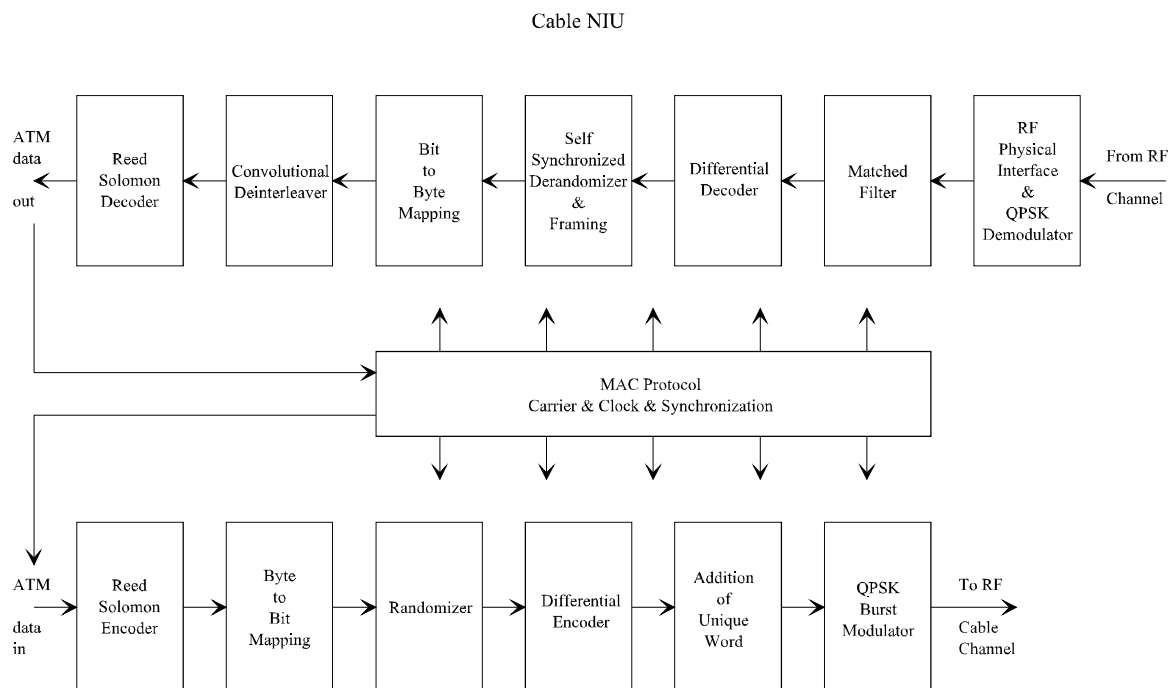 Cable NIU
ATM
data
out
Reed
Solomon
Decoder
Convolutional
Deinterleaver
Bit
to
Byte
Mapping
Self
Synchronized
Derandomizer
&
Framing
Differential
Decoder
Matched
Filter
RF
Physical
Interface
&
QPSK
Demodulator
From RF
Channel
MAC Protocol
Carrier & Clock & Synchronization
ATM
data
in
Reed
Solomon
Encoder
Byte
to
Bit
Mapping
Randomizer
Differential
Encoder
Addition
of
Unique
Word
QPSK
Burst
Modulator
To RF
Cable
Channel